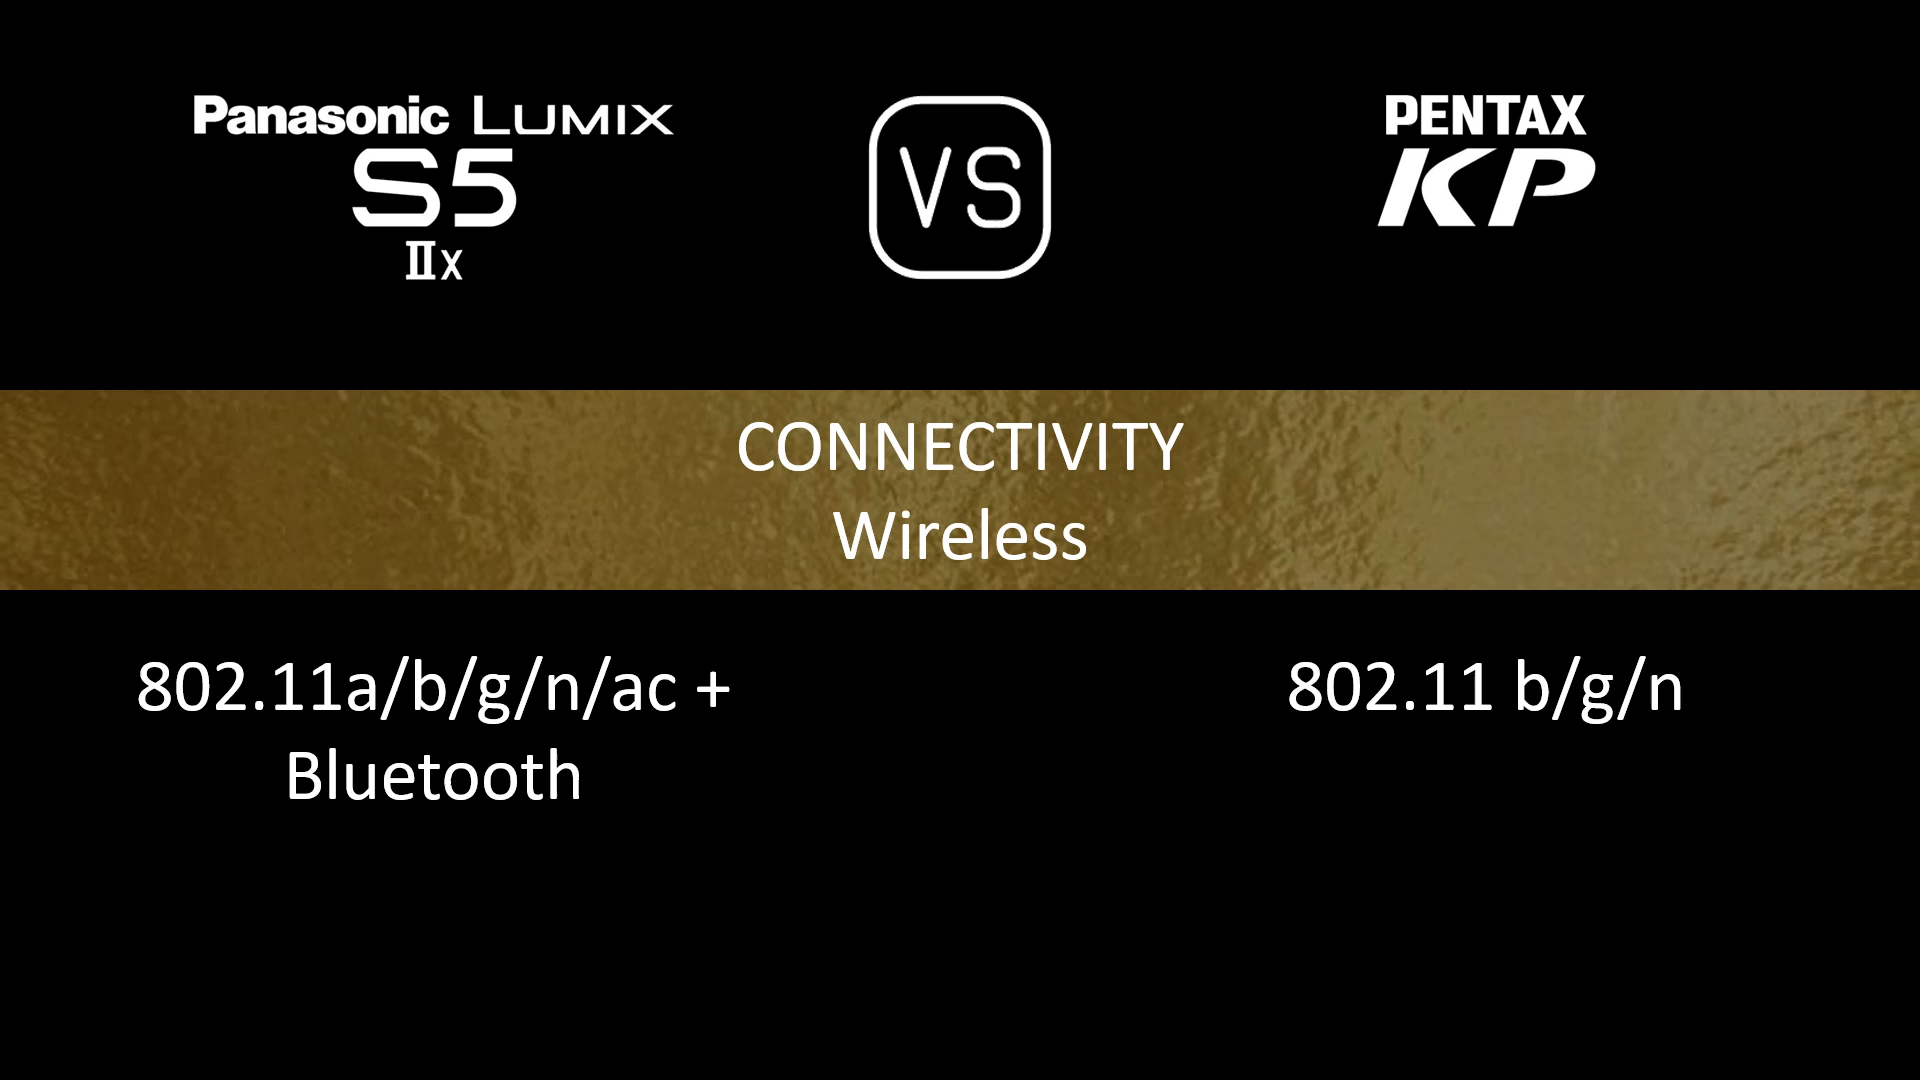 Panasonic LUMIX
S5
IIx
VS
PENTAX
KP
CONNECTIVITY
Wireless
802.11a/b/g/n/ac +
Bluetooth
802.11 b/g/n